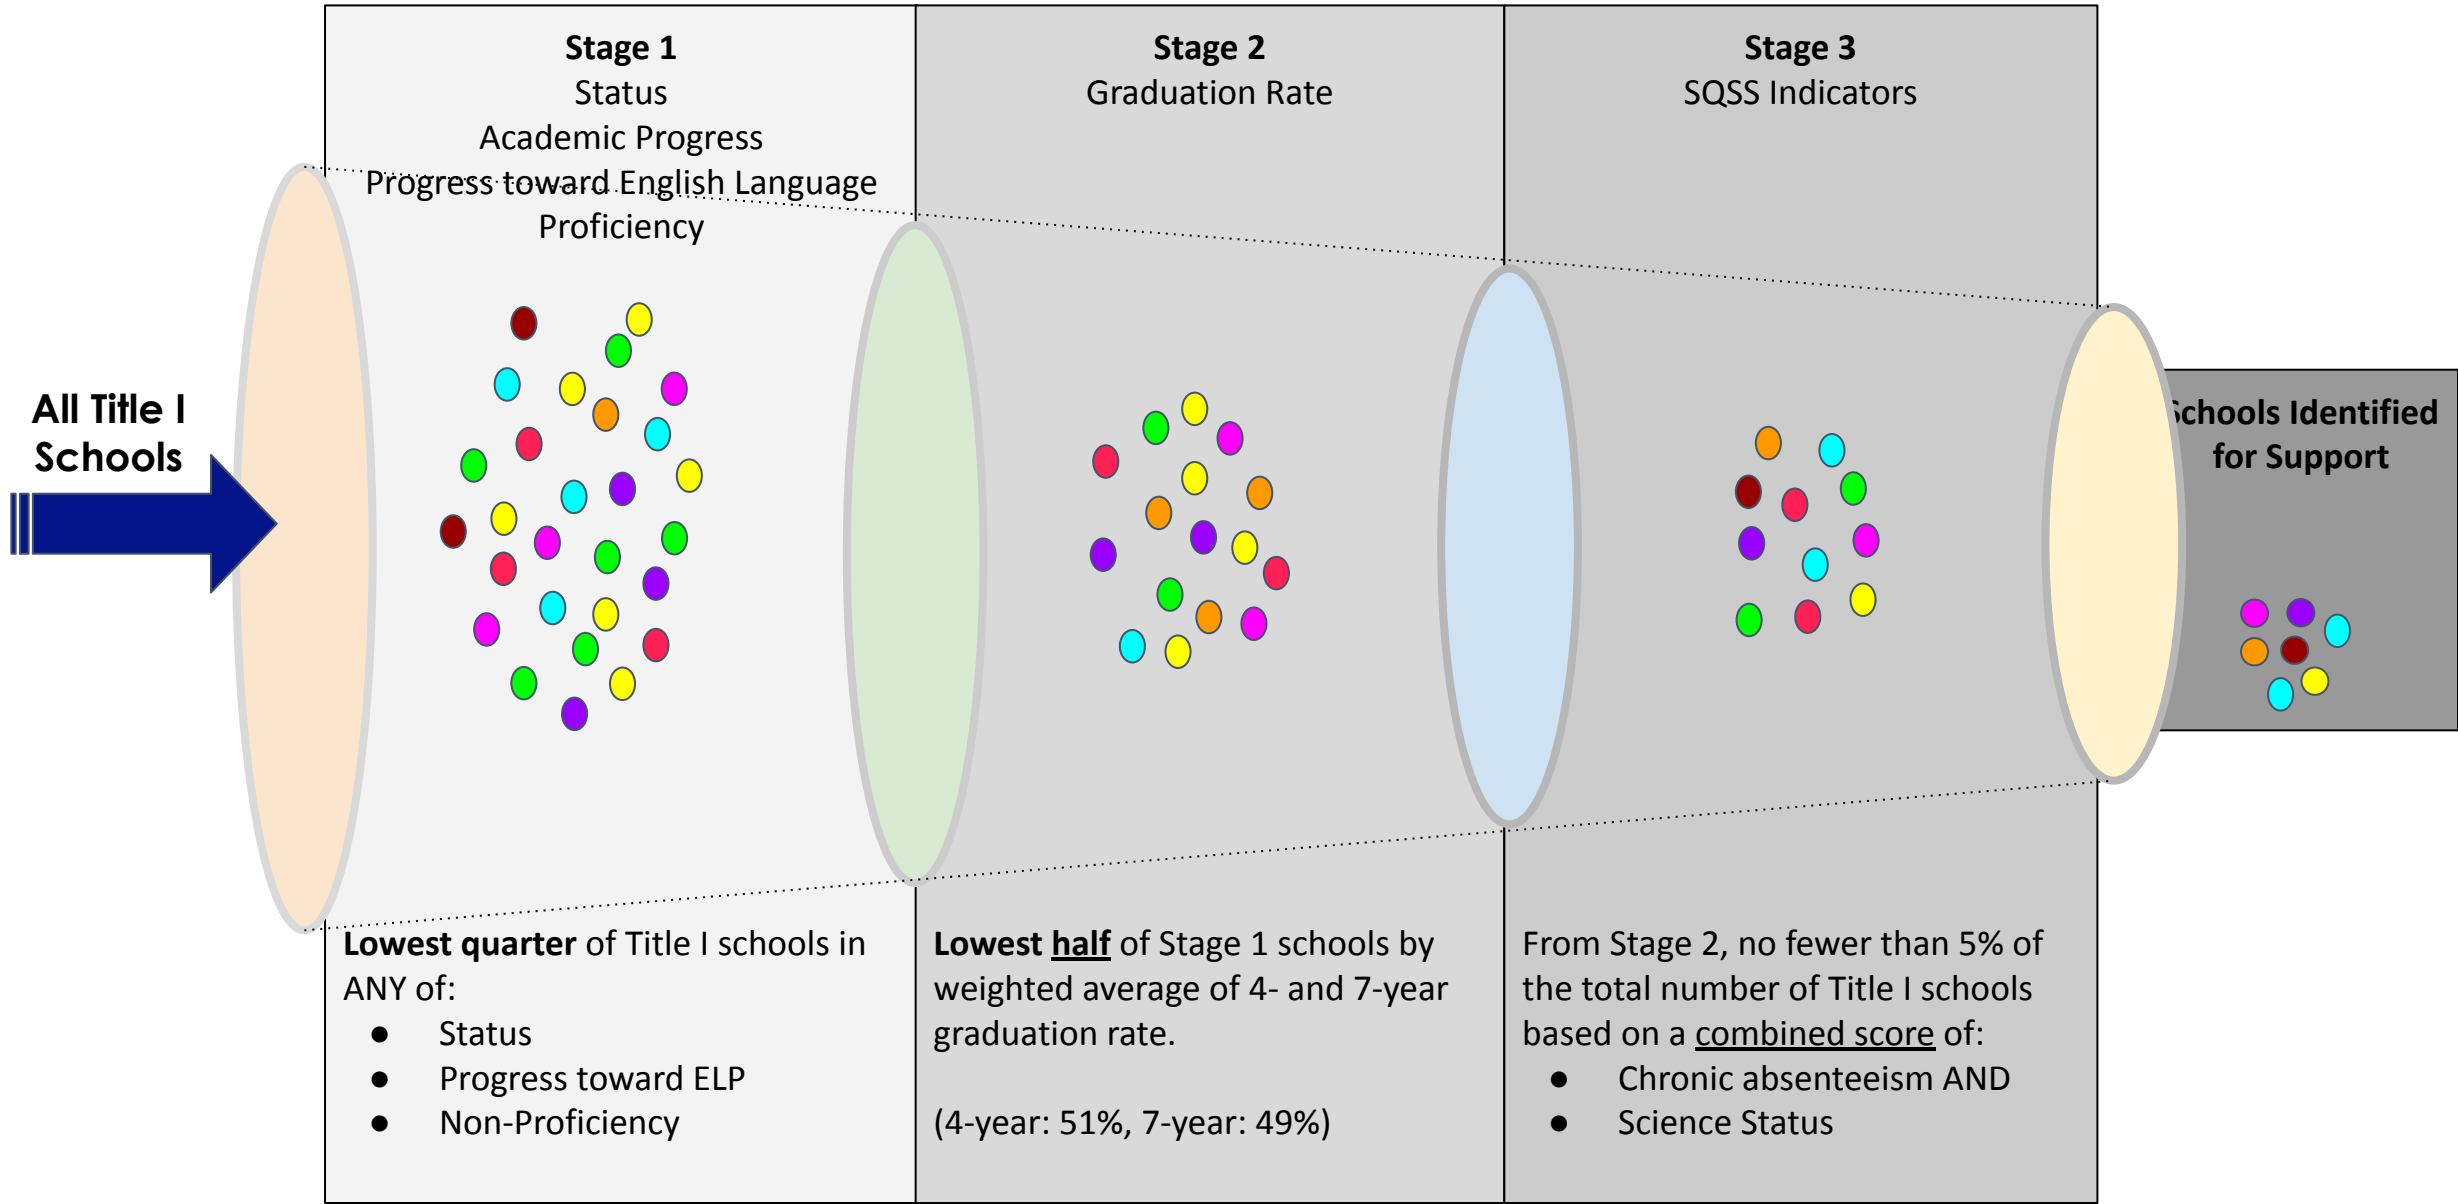 All Title I
Schools
Stage 1
Status
Academic Progress
Progress toward English Language
Proficiency
Lowest quarter of Title I schools in
ANY of:
● Status
● Progress toward ELP
● Non-Proficiency
Stage 2
Graduation Rate
Lowest half of Stage 1 schools by
weighted average of 4- and 7-year
graduation rate.
(4-year: 51%, 7-year: 49%)
Stage 3
SQSS Indicators
From Stage 2, no fewer than 5% of
the total number of Title I schools
based on a combined score of:
● Chronic absenteeism AND
● Science Status
Schools Identified
for Support